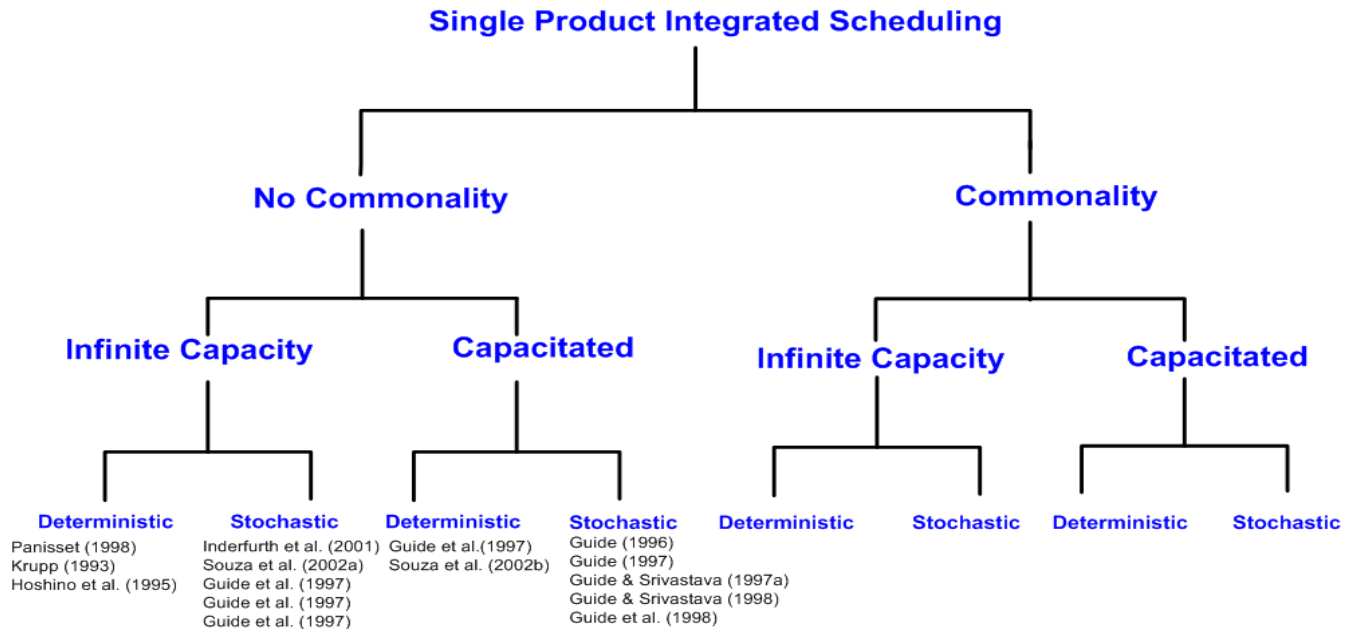 Single Product Integrated Scheduling
No Commonality
Commonality
Infinite Capacity
Capacitated
Infinite Capacity
Capacitated
Deterministic
Panisset (1998)
Krupp (1993)
Hoshino et al. (1995)
Stochastic
Inderfurth et al. (2001)
Souza et al. (2002a)
Guide et al. (1997)
Guide et al. (1997)
Guide et al. (1997)
Deterministic
Guide et al.(1997)
Souza et al. (2002b)
Stochastic
Guide (1996)
Guide (1997)
Guide & Srivastava (1997a)
Guide & Srivastava (1998)
Guide et al. (1998)
Deterministic
Stochastic
Deterministic
Stochastic